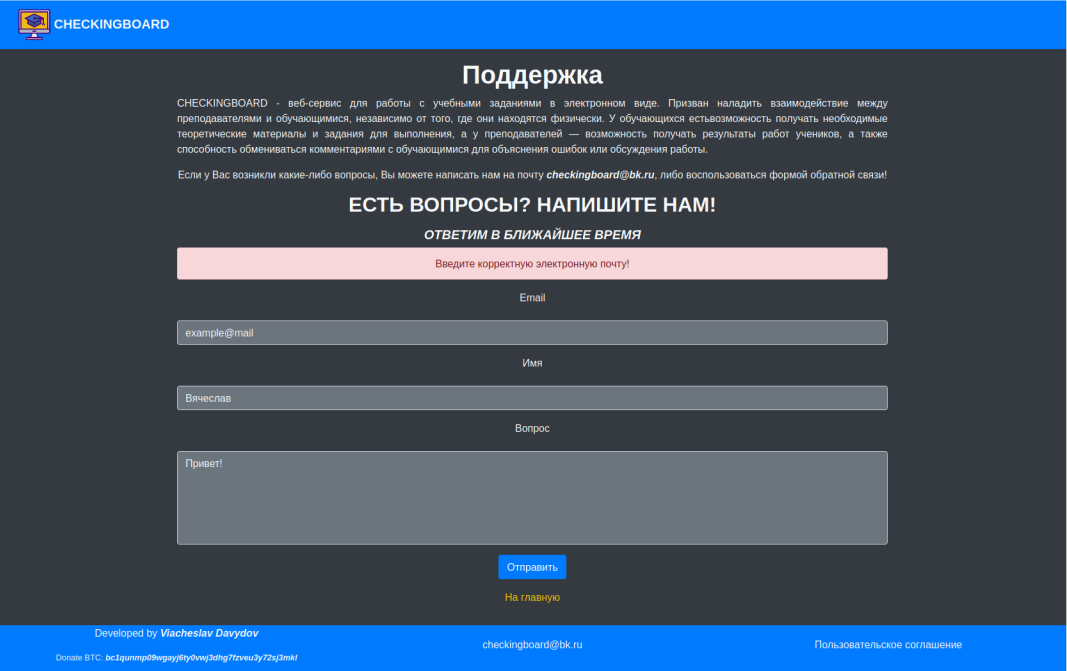 CHECKINGBOARD
Поддержка
CHECKINGBOARD - веб-сервис для работы с учебными заданиями в электронном виде. Призван наладить взаимодействие между
преподавателями и обучающимися, независимо от того, где они находятся физически. У обучающихся естьвозможность получать необходимые
теоретические материалы и задания для выполнения, а у преподавателей — возможность получать результаты работ учеников, а также
способность обмениваться комментариями с обучающимися для объяснения ошибок или обсуждения работы.
Если у Вас возникли какие-либо вопросы, Вы можете написать нам на почту checkingboard@bk.ru, либо воспользоваться формой обратной связи!
ЕСТЬ ВОПРОСЫ? НАПИШИТЕ НАМ!
ОТВЕТИМ В БЛИЖАЙШЕЕ ВРЕМЯ
Введите корректную электронную почту!
Email
example@mail
Имя
Вячеслав
Вопрос
Привет!
Отправить
На главную
Developed by Viacheslav Davydov
Donate BTC: bc1qunmp09wgayj6ty0vwj3dhg7fzveu3y72sj3mkl
checkingboard@bk.ru
Пользовательское соглашение